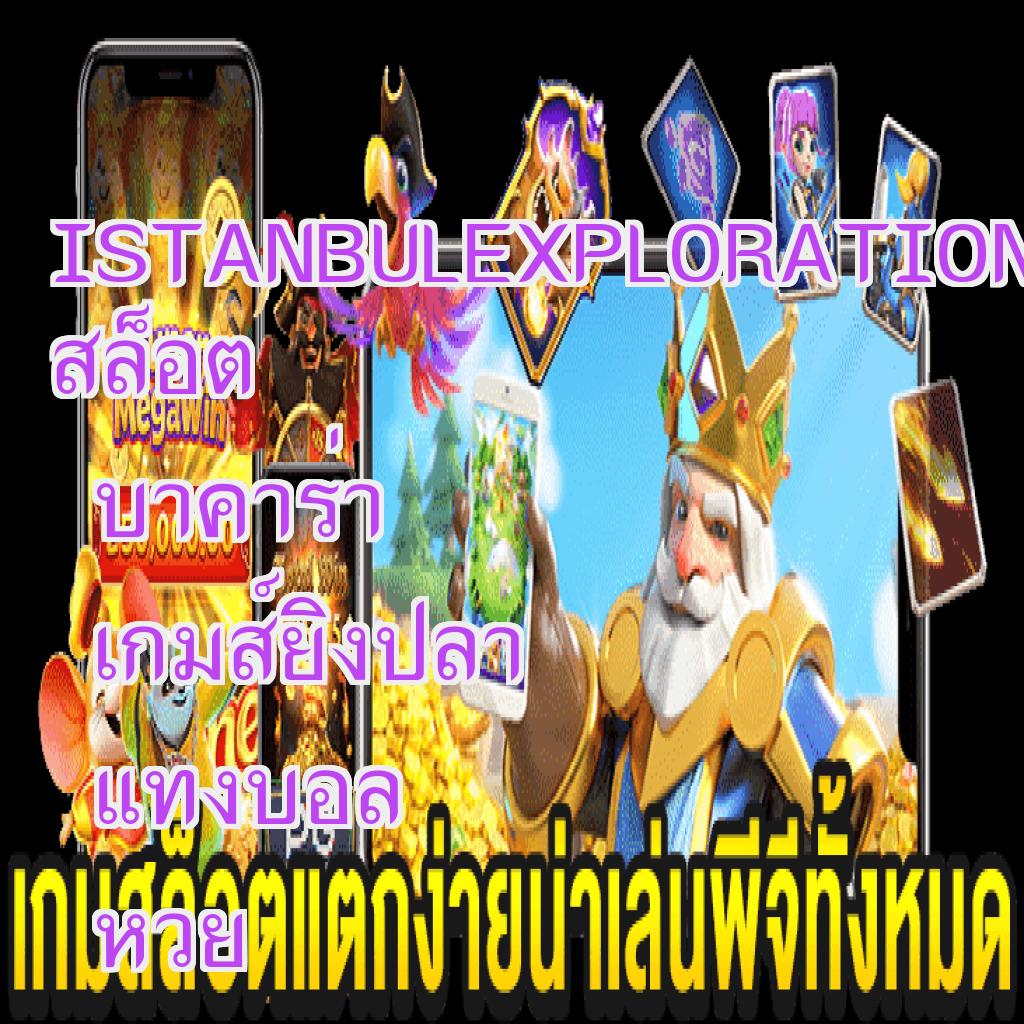 ISTANBULEXPLORATION
สล็อต
MegaWin
บาคาร่า
เกมส์ยิงปลา
แทงบอล
เกมสล็อตแตกง่ายน่าเล่นพีจีทั้งหมด
หวย